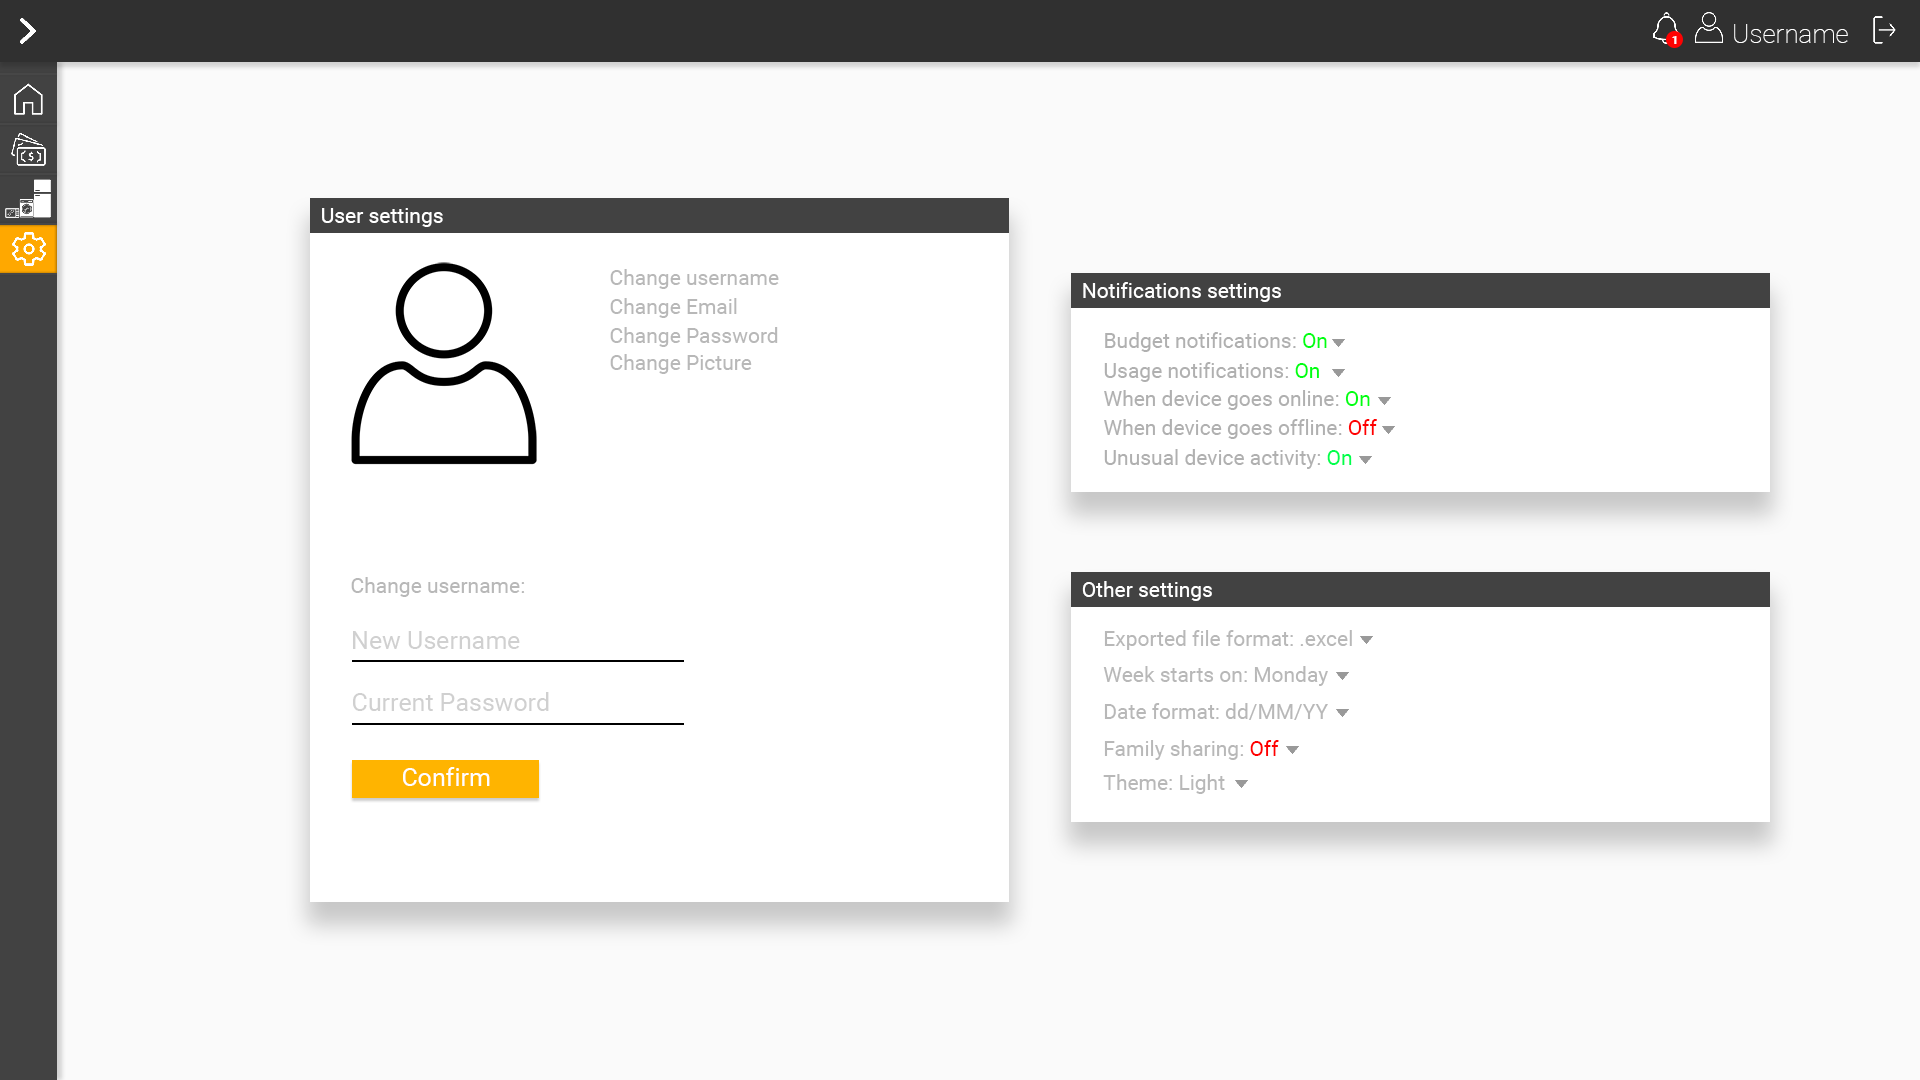 1
Username
User settings
Change username
Change Email
Change Password
Change Picture
Change username:
New Username
Current Password
Confirm
Notifications settings
Budget notifications: On
Usage notifications: On
When device goes online: On
When device goes offline: Off
Unusual device activity: On
Other settings
Exported file format: .excel
Week starts on: Monday
Date format: dd/MM/YY
Family sharing: Off
Theme: Light